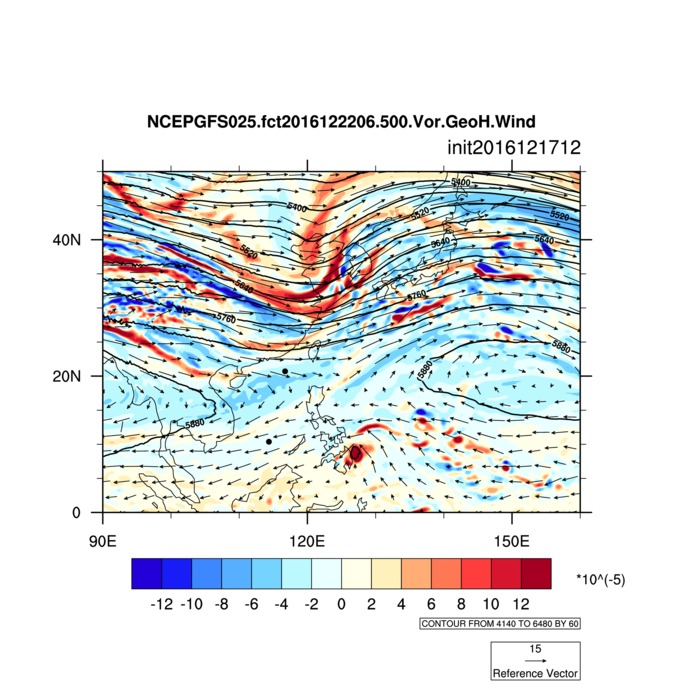 NCEPGFS025.fct2016122206.500.Vor.GeoH.Wind
init2016121712
5400
5400
5520
5520
5520
5640
5640
5640
5760
5760
5880
5880
5880
40N
20N
0
90E 120E 150E
-12 -10 -8 -6 -4 -2 0 2 4 6 8 10 12
*10^(-5)
CONTOUR FROM 4140 TO 6480 BY 60
15
Reference Vector